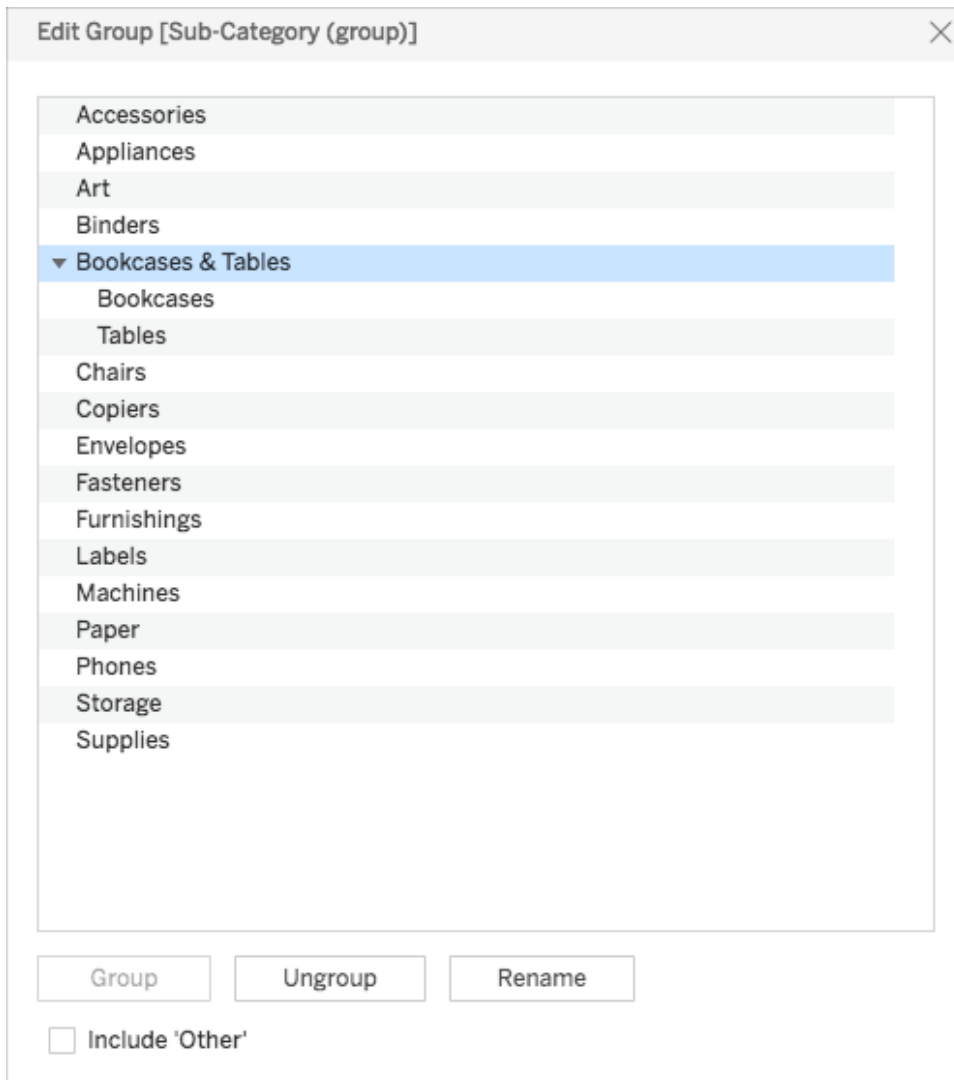 Edit Group [Sub-Category (group)]
Accessories
Appliances
Art
Binders
Bookcases & Tables
Bookcases
Tables
Chairs
Copiers
Envelopes
Fasteners
Furnishings
Labels
Machines
Paper
Phones
Storage
Supplies
Group Ungroup Rename
Include 'Other'